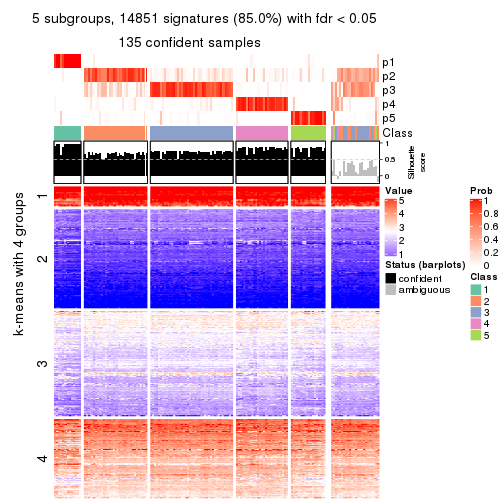 5 subgroups, 14851 signatures (85.0%) with fdr < 0.05
135 confident samples
p1
p2
p3
p4
p5
Class
1
0.5
0
Silhouette
score
k-means with 4 groups
1
2
3
4
Value
5
4
3
2
1
Status (barplots)
confident
ambiguous
Prob
1
0.8
0.6
0.4
0.2
0
Class
1
2
3
4
5